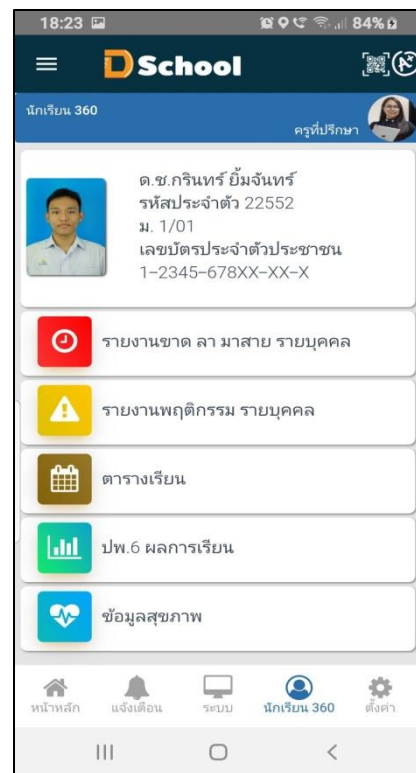 18:23
84%
DSchool
นักเรียน 360
ครูที่ปรึกษา
ด.ช.กรินทร์ ยิ้มจันทร์
รหัสประจำตัว 22552
ม. 1/01
เลขบัตรประจำตัวประชาชน
1-2345-678XX-XX-X
รายงานขาด ลา มาสาย รายบุคคล
รายงานพฤติกรรม รายบุคคล
ตารางเรียน
ปพ.6 ผลการเรียน
ข้อมูลสุขภาพ
หน้าหลัก แจ้งเตือน ระบบ นักเรียน 360 ตั้งค่า